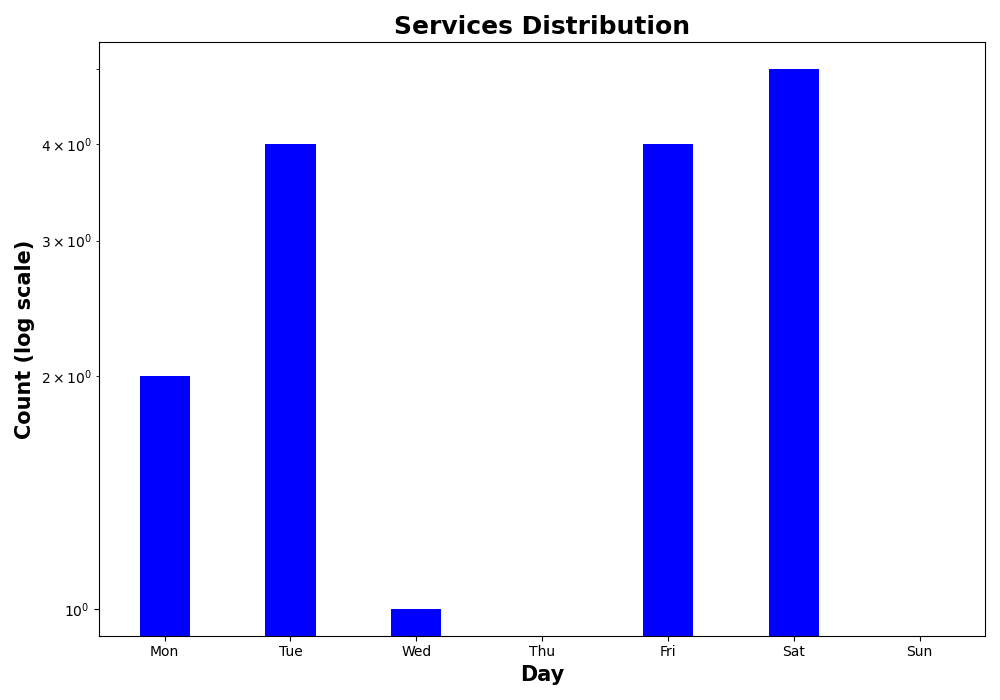 Services Distribution
Count (log scale)
4 × 10⁰
3 × 10⁰
2 × 10⁰
10⁰
Mon Tue Wed Thu Fri Sat Sun
Day